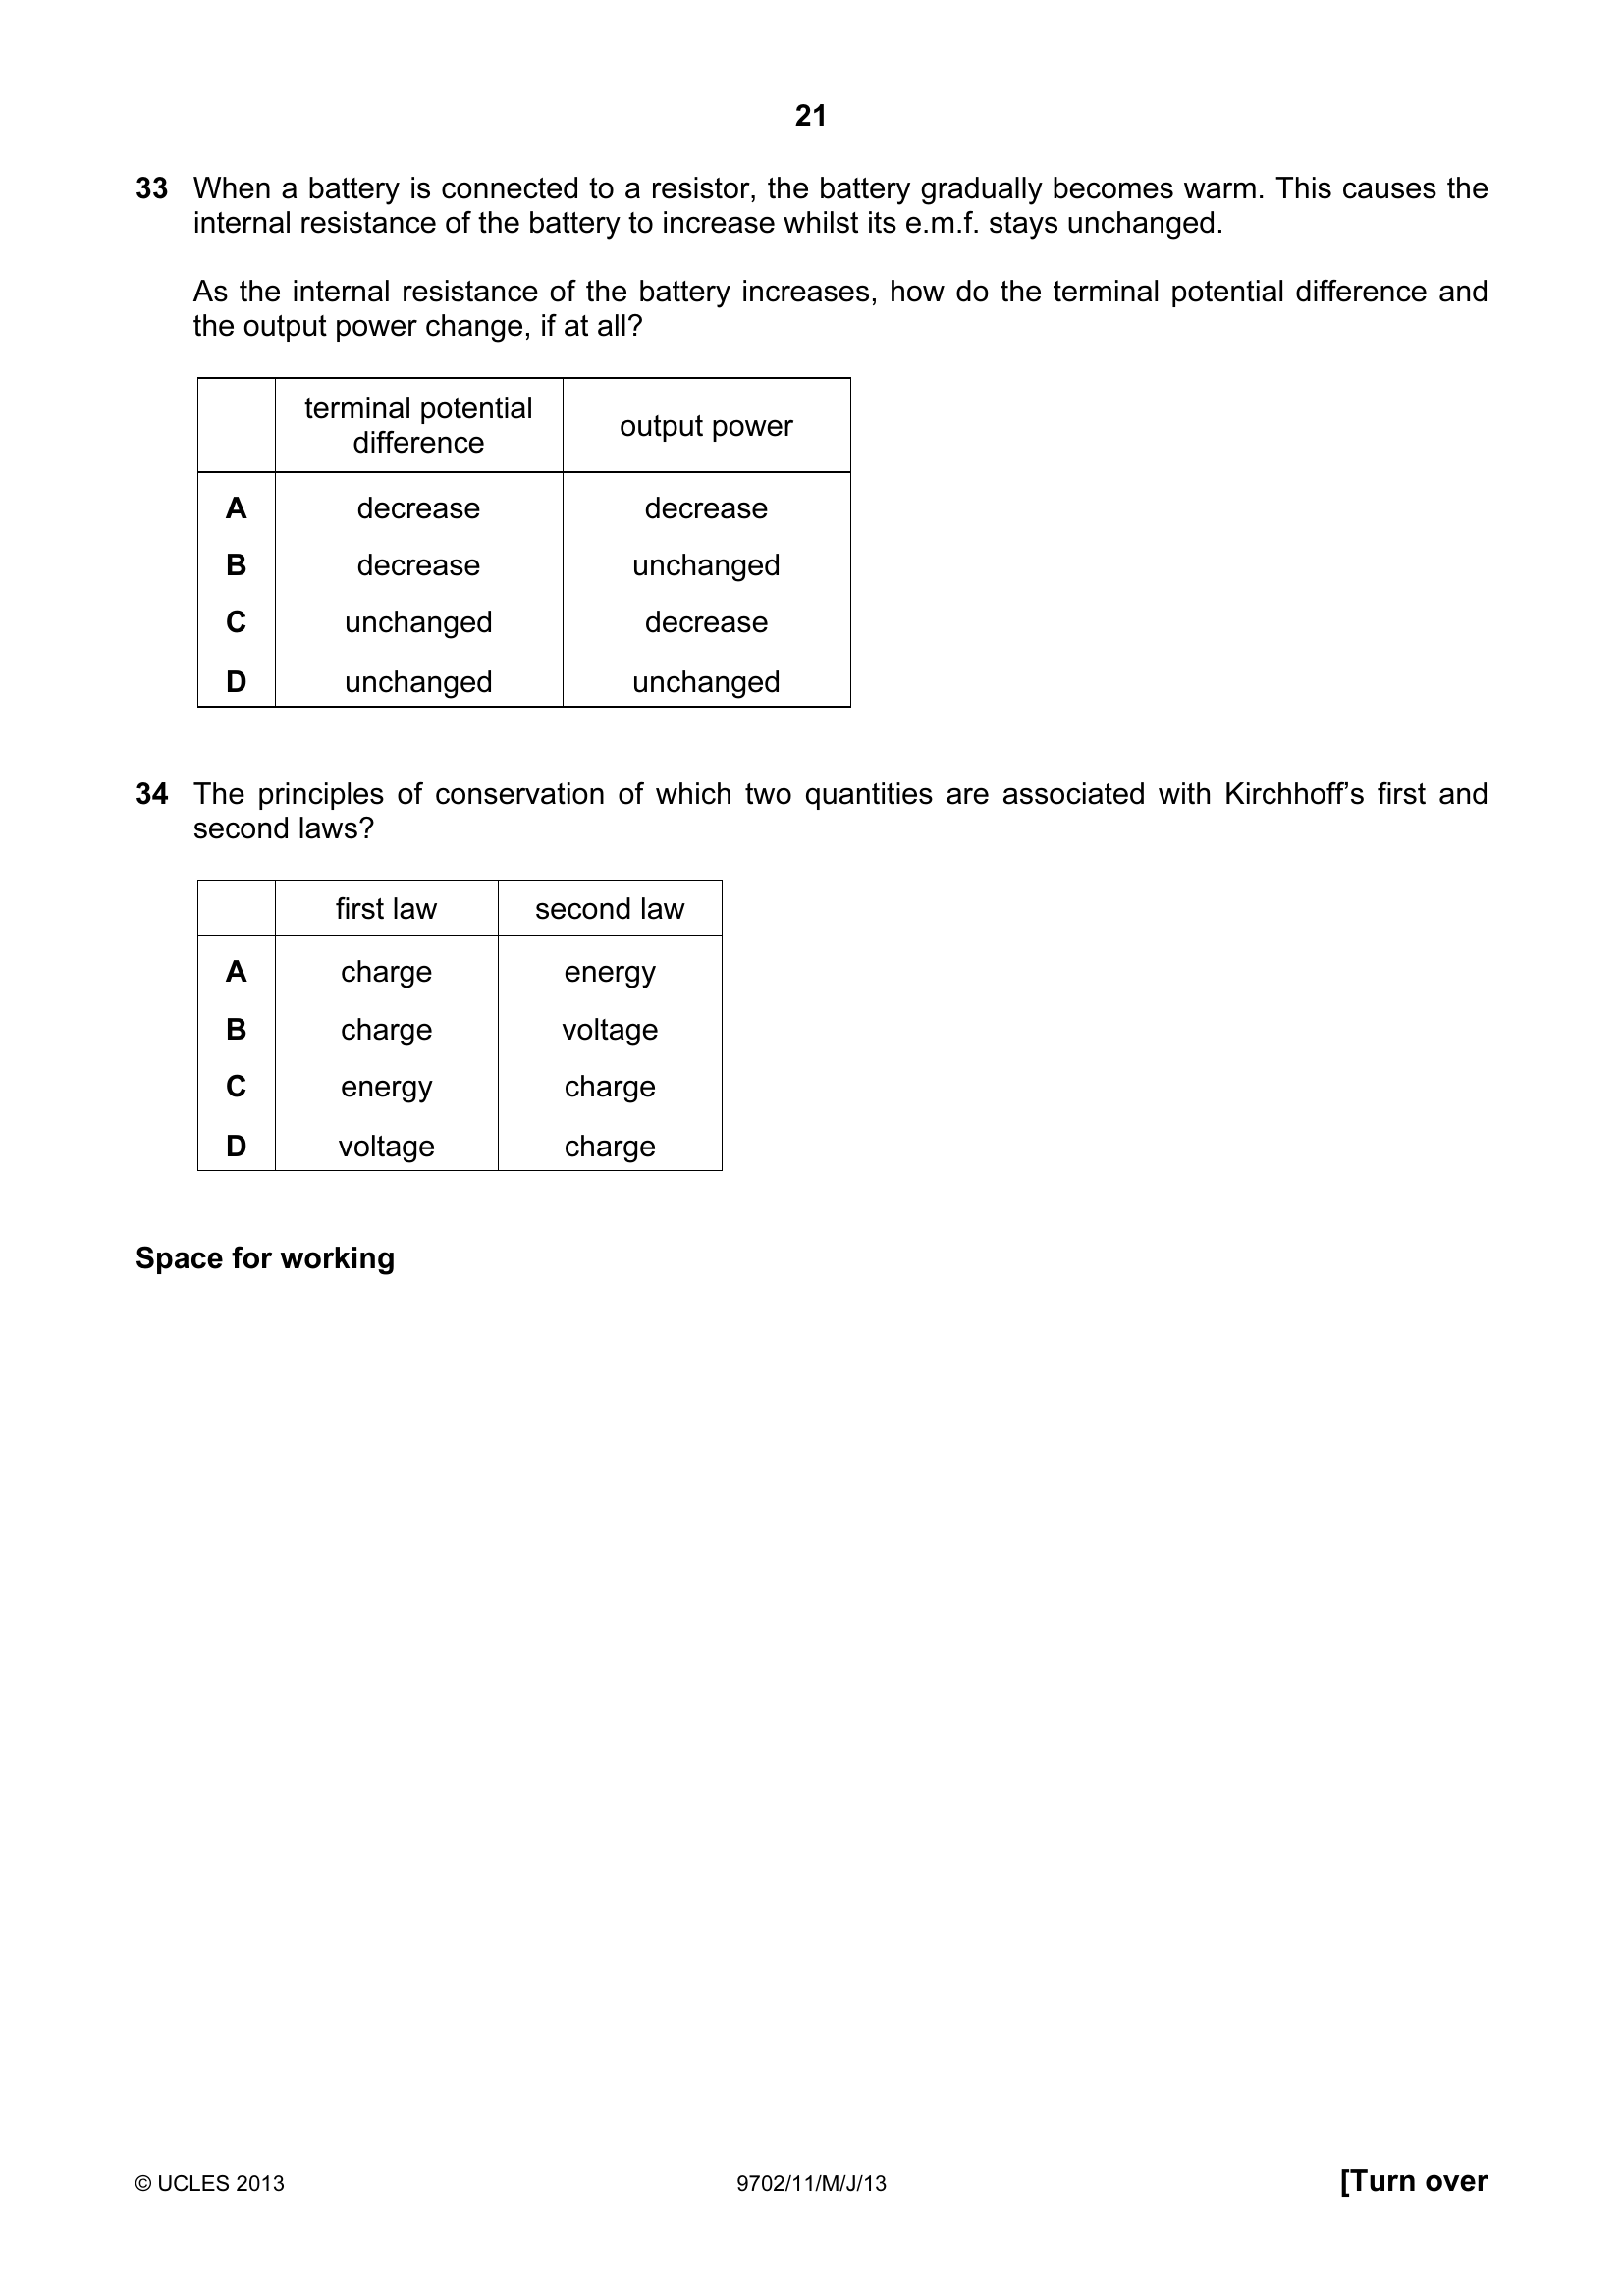 21
33 When a battery is connected to a resistor, the battery gradually becomes warm. This causes the
internal resistance of the battery to increase whilst its e.m.f. stays unchanged.
As the internal resistance of the battery increases, how do the terminal potential difference and
the output power change, if at all?
terminal potential
difference
output power
A decrease decrease
B decrease unchanged
C unchanged decrease
D unchanged unchanged
34 The principles of conservation of which two quantities are associated with Kirchhoff’s first and
second laws?
first law second law
A charge energy
B charge voltage
C energy charge
D voltage charge
Space for working
© UCLES 2013 9702/11/M/J/13 [Turn over